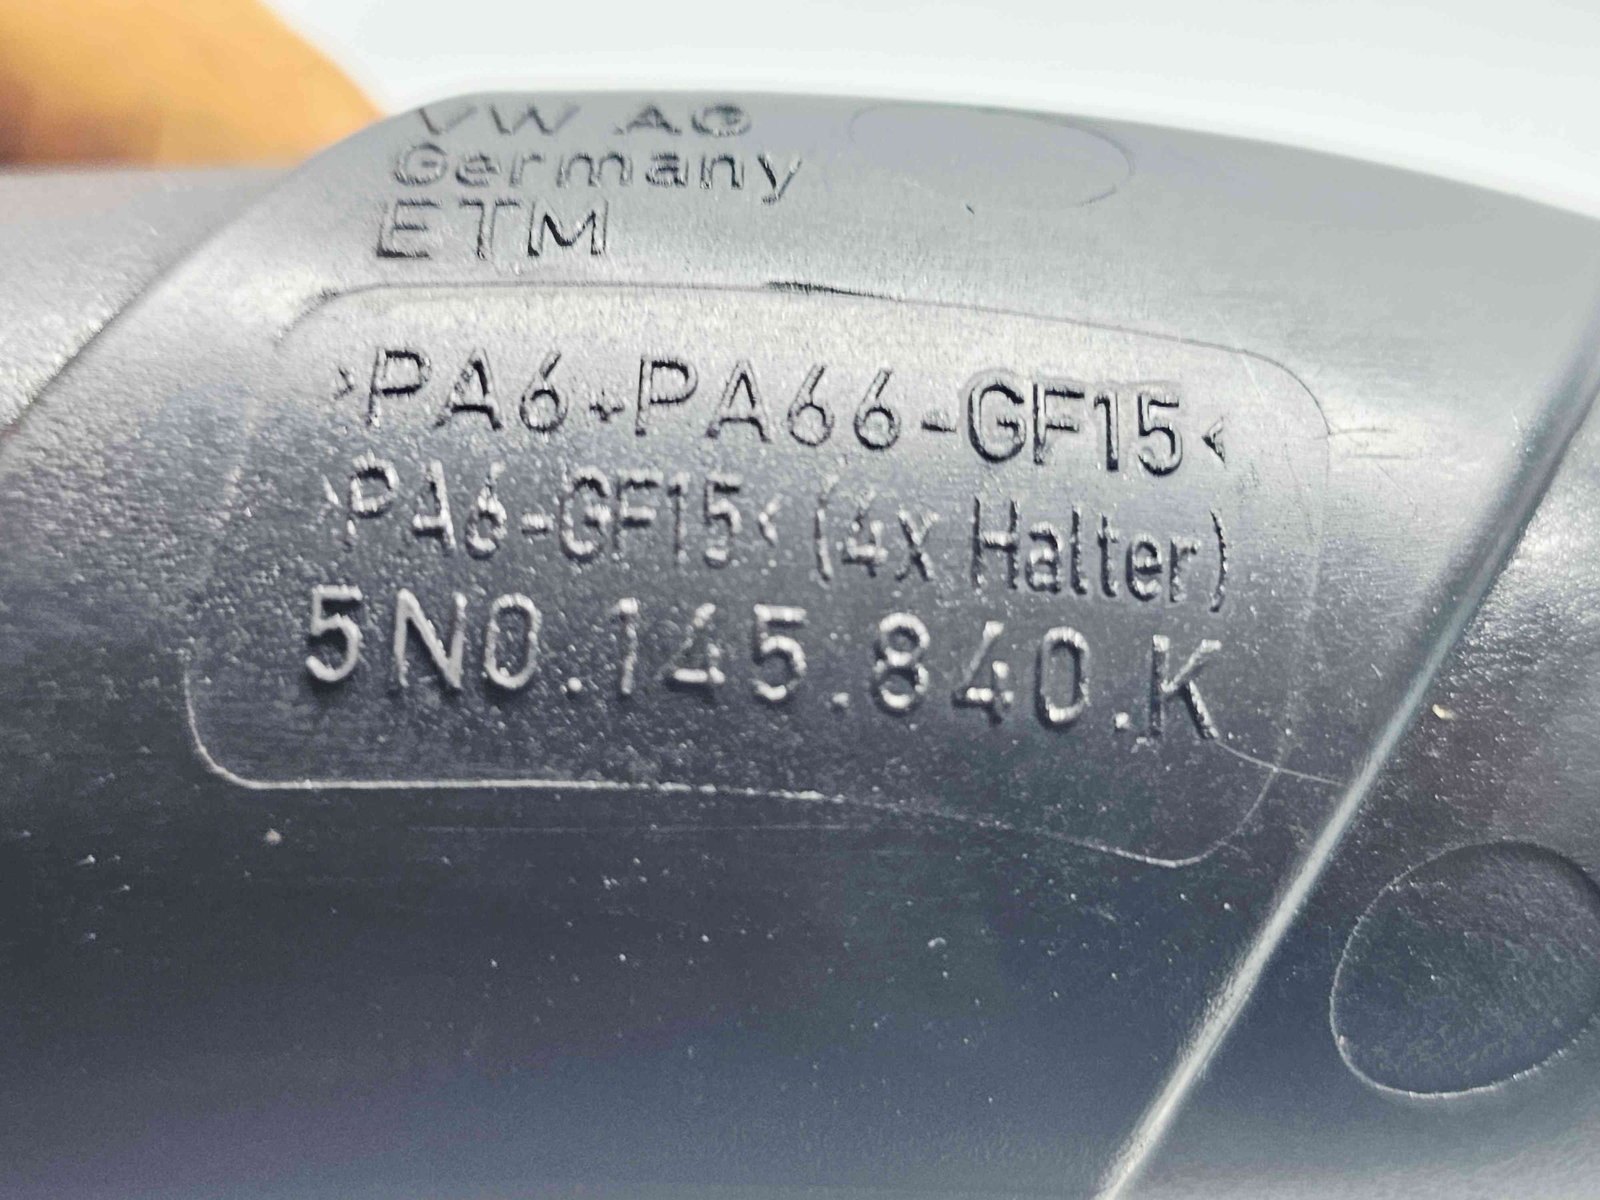 VW AG
Germany
ETM
>PA6+PA66-GF15<
>PA6-GF15< (4x Halter)
5N0.145.840.K